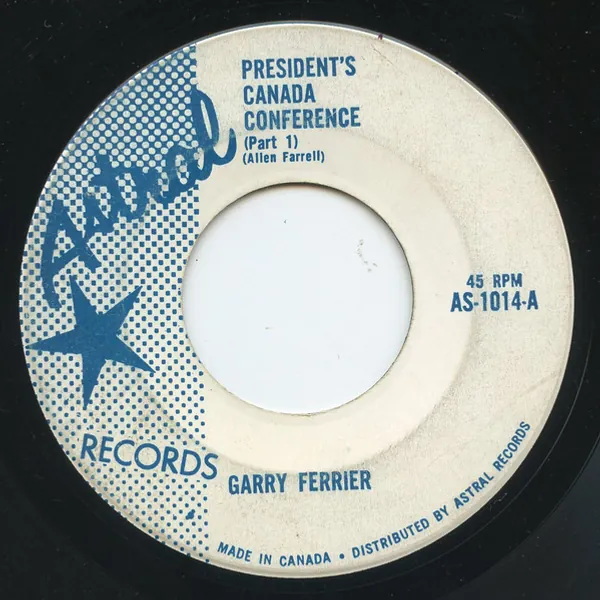 PRESIDENT'S
CANADA
CONFERENCE
(Part 1)
(Allen Farrell)
Astral
RECORDS
45 RPM
AS-1014-A
GARRY FERRIER
MADE IN CANADA • DISTRIBUTED BY ASTRAL RECORDS